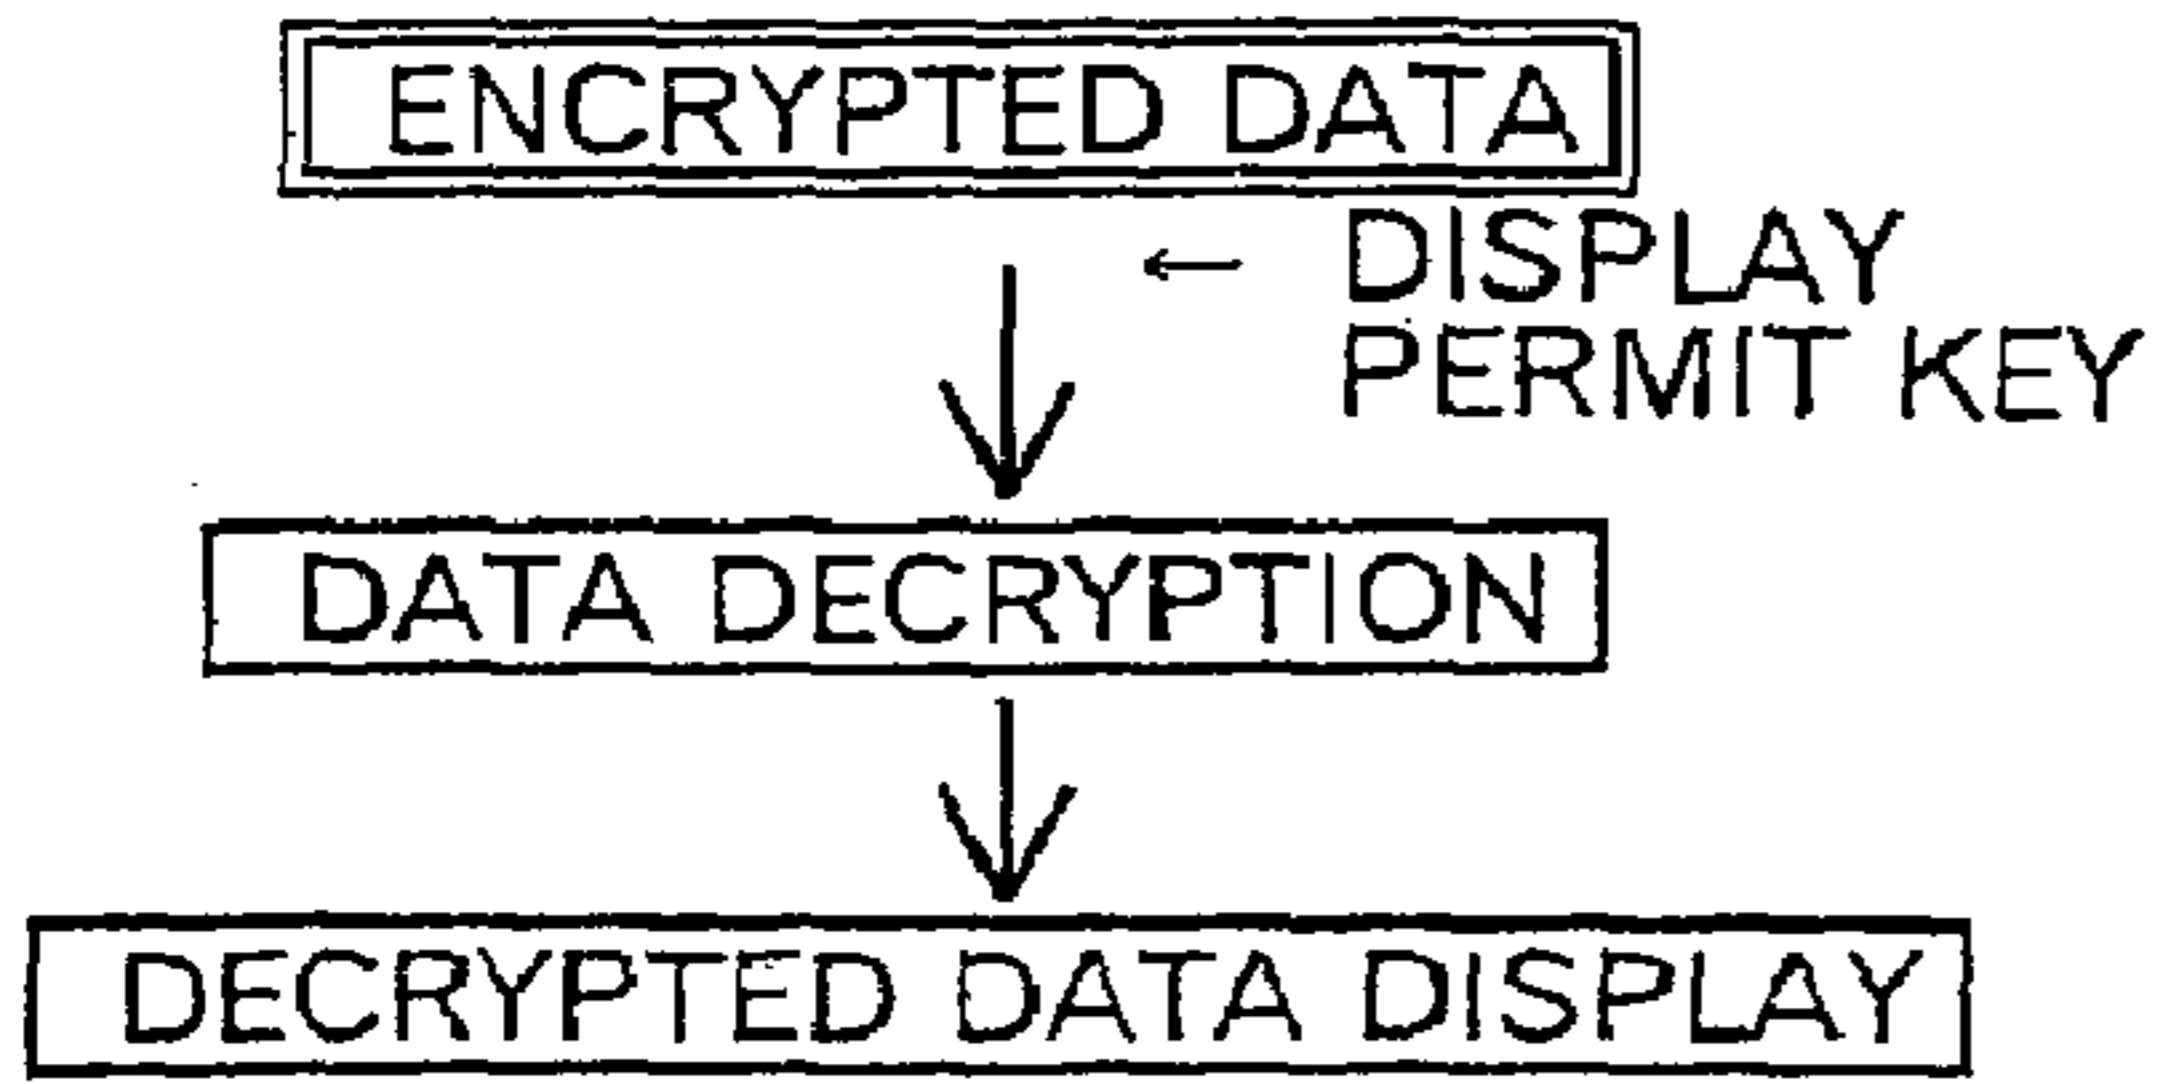 ENCRYPTED DATA
← DISPLAY
PERMIT KEY
DATA DECRYPTION
DECRYPTED DATA DISPLAY